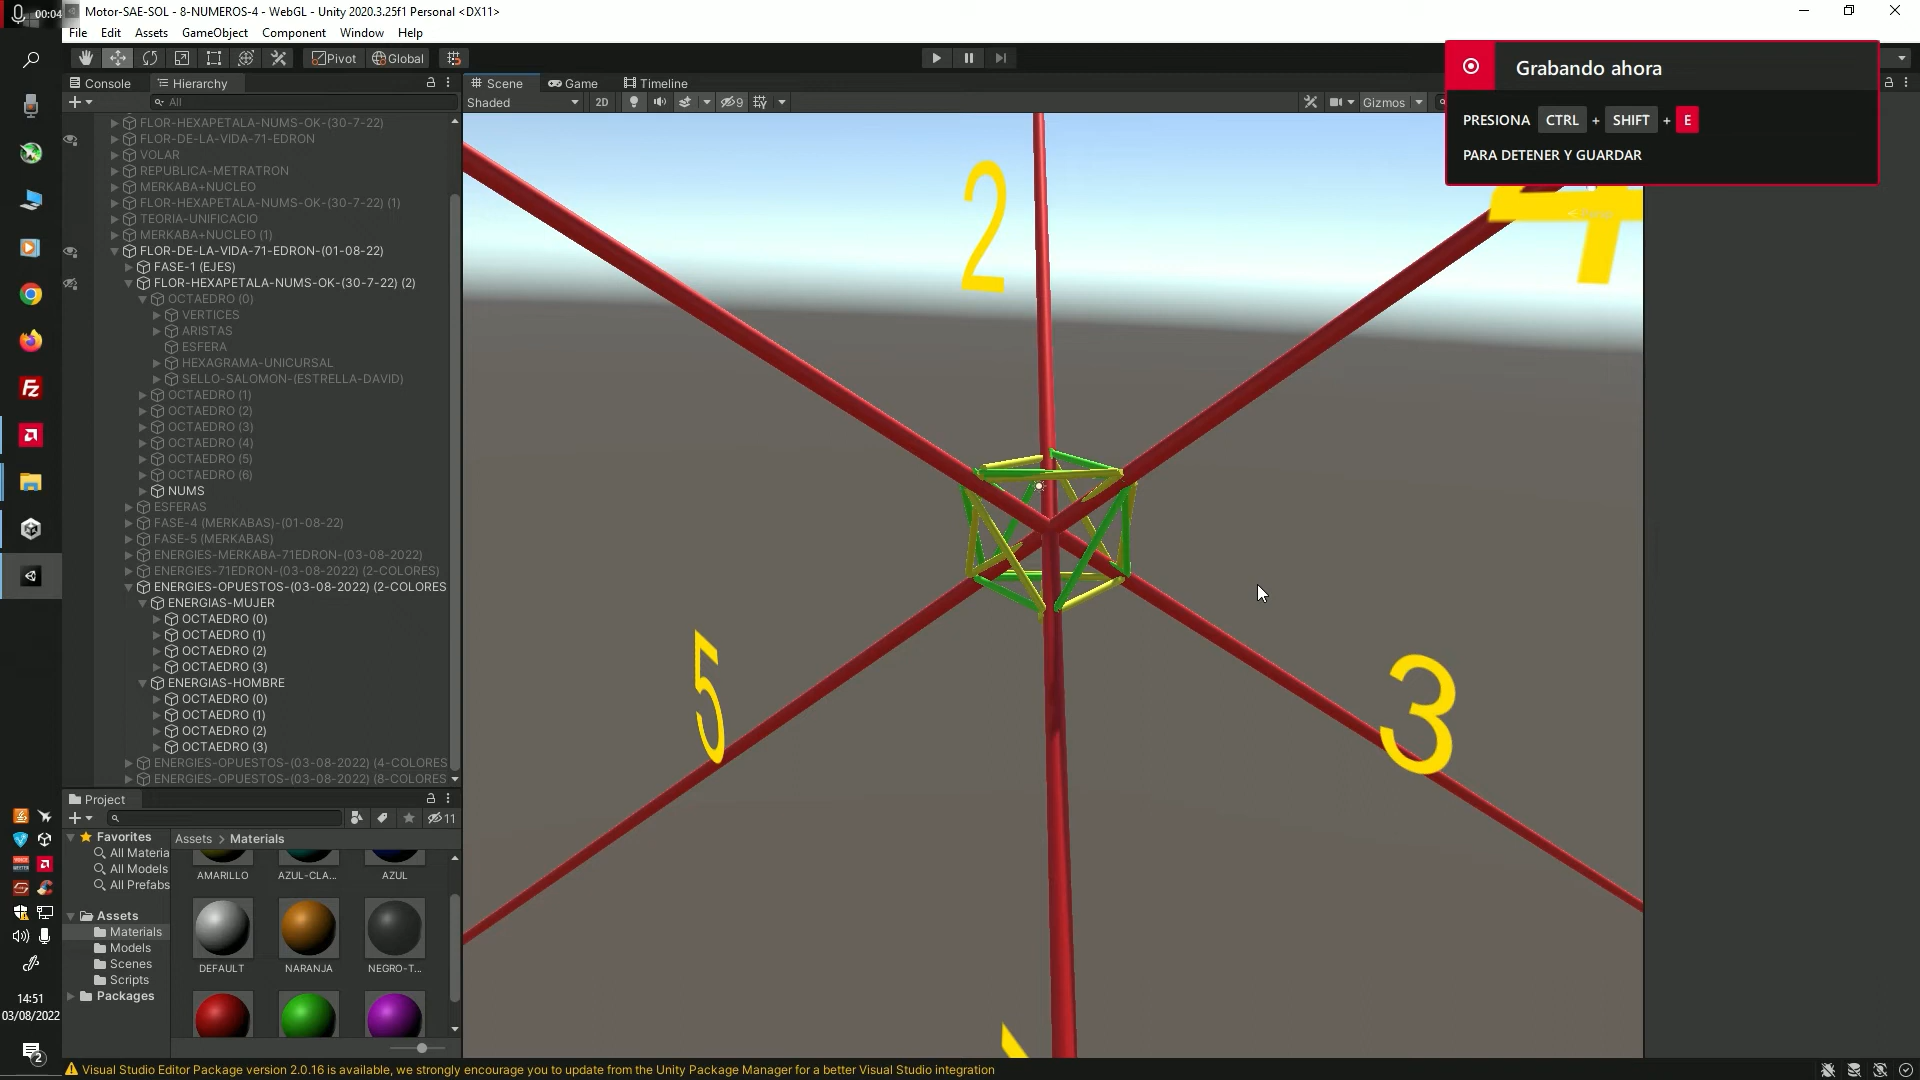 00:04
Motor-SAE-SOL - 8-NUMEROS-4 - WebGL - Unity 2020.3.25f1 Personal <DX11>
File Edit Assets GameObject Component Window Help
Pivot Global
Console Hierarchy
Scene Game Timeline
All
Shaded 2D 9 Gizmos
Grabando ahora
PRESIONA CTRL + SHIFT + E
PARA DETENER Y GUARDAR
FLOR-HEXAPETALA-NUMS-OK-(30-7-22)
FLOR-DE-LA-VIDA-71-EDRON
VOLAR
REPUBLICA-METRATRON
MERKABA+NUCLEO
FLOR-HEXAPETALA-NUMS-OK-(30-7-22) (1)
TEORIA-UNIFICACIO
MERKABA+NUCLEO (1)
FLOR-DE-LA-VIDA-71-EDRON-(01-08-22)
FASE-1 (EJES)
FLOR-HEXAPETALA-NUMS-OK-(30-7-22) (2)
OCTAEDRO (0)
VERTICES
ARISTAS
ESFERA
HEXAGRAMA-UNICURSAL
SELLO-SALOMON-(ESTRELLA-DAVID)
OCTAEDRO (1)
OCTAEDRO (2)
OCTAEDRO (3)
OCTAEDRO (4)
OCTAEDRO (5)
OCTAEDRO (6)
NUMS
ESFERAS
FASE-4 (MERKABAS)-(01-08-22)
FASE-5 (MERKABAS)
ENERGIES-MERKABA-71EDRON-(03-08-2022)
ENERGIES-71EDRON-(03-08-2022) (2-COLORES)
ENERGIES-OPUESTOS-(03-08-2022) (2-COLORES
ENERGIAS-MUJER
OCTAEDRO (0)
OCTAEDRO (1)
OCTAEDRO (2)
OCTAEDRO (3)
ENERGIAS-HOMBRE
OCTAEDRO (0)
OCTAEDRO (1)
OCTAEDRO (2)
OCTAEDRO (3)
ENERGIES-OPUESTOS-(03-08-2022) (4-COLORES
ENERGIES-OPUESTOS-(03-08-2022) (8-COLORES
2
4
5
3
Project
11
Favorites
All Materia
All Models
All Prefabs
Assets
Materials
Models
Scenes
Scripts
Packages
Assets > Materials
AMARILLO AZUL-CLA... AZUL
DEFAULT NARANJA NEGRO-T...
14:51
03/08/2022
2
Visual Studio Editor Package version 2.0.16 is available, we strongly encourage you to update from the Unity Package Manager for a better Visual Studio integration